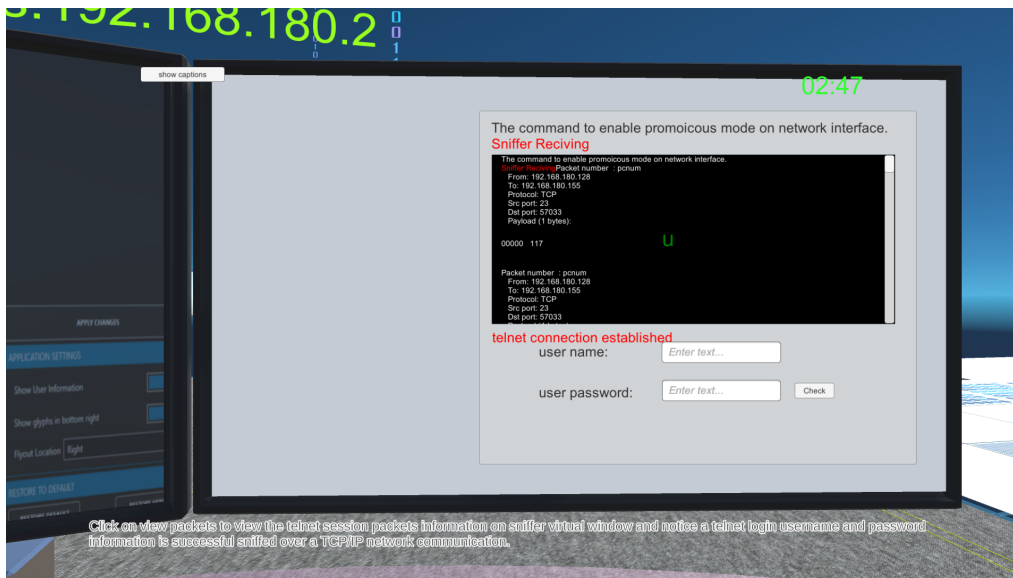 3.192.168.180.2
show captions
02:47
The command to enable promoicous mode on network interface.
Sniffer Reciving
The command to enable promoicous mode on network interface.
Sniffer RecivingPacket number : pcnum
From: 192.168.180.128
To: 192.168.180.155
Protocol: TCP
Src port: 23
Dst port: 57033
Payload (1 bytes):
00000 117
u
Packet number : pcnum
From: 192.168.180.128
To: 192.168.180.155
Protocol: TCP
Src port: 23
Dst port: 57033
telnet connection established
user name:
Enter text...
user password:
Enter text...
Check
APPLY CHANGES
APPLICATION SETTINGS
Show User Information
Show glyphs in bottom right
Flyout Location Right
RESTORE TO DEFAULT
RESTORE DEFAULT
Click on view packets to view the telnet session packets information on sniffer virtual window and notice a telnet login username and password
information is successful sniffed over a TCP/IP network communication.